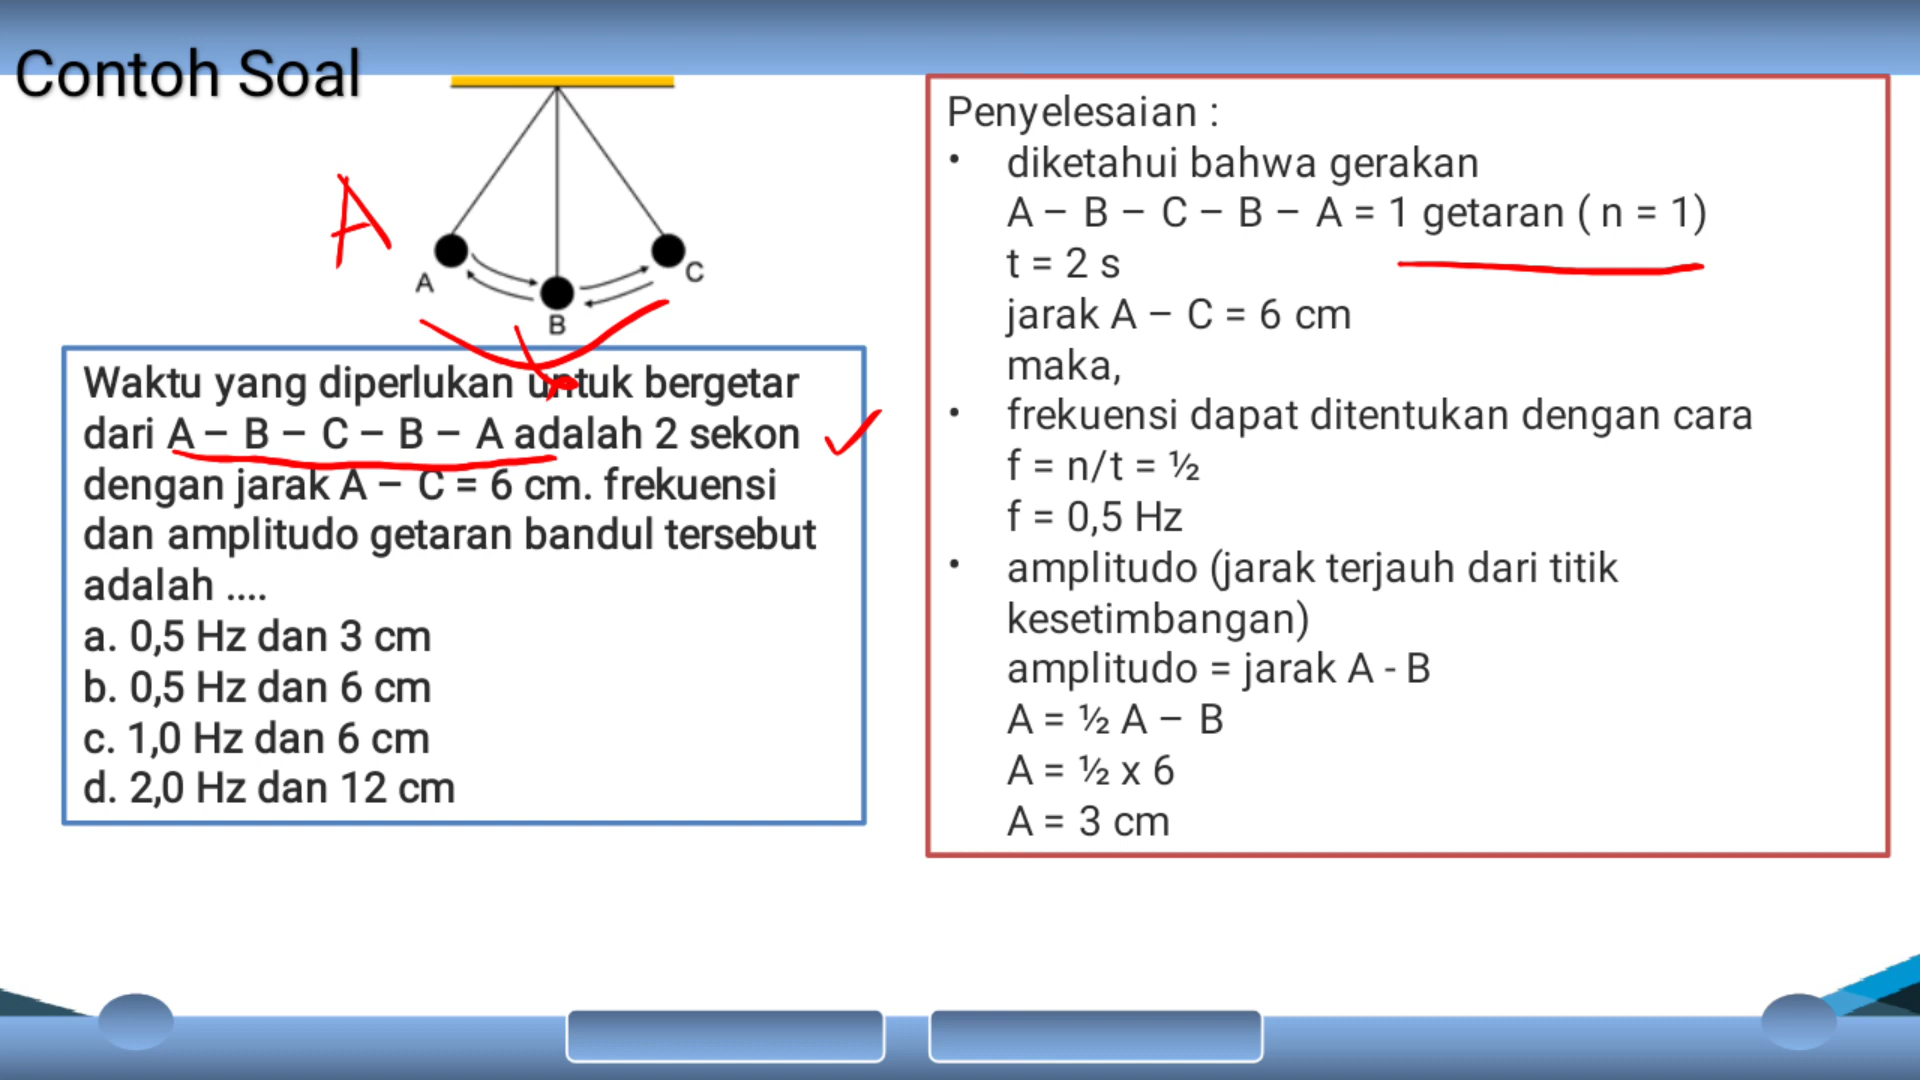 Contoh Soal
A
A
C
B
Waktu yang diperlukan untuk bergetar
dari A – B – C – B – A adalah 2 sekon
dengan jarak A – C = 6 cm. frekuensi
dan amplitudo getaran bandul tersebut
adalah ....
a. 0,5 Hz dan 3 cm
b. 0,5 Hz dan 6 cm
c. 1,0 Hz dan 6 cm
d. 2,0 Hz dan 12 cm
Penyelesaian :
• diketahui bahwa gerakan
A – B – C – B – A = 1 getaran ( n = 1)
t = 2 s
jarak A – C = 6 cm
maka,
• frekuensi dapat ditentukan dengan cara
f = n/t = ½
f = 0,5 Hz
• amplitudo (jarak terjauh dari titik
kesetimbangan)
amplitudo = jarak A - B
A = ½ A – B
A = ½ x 6
A = 3 cm